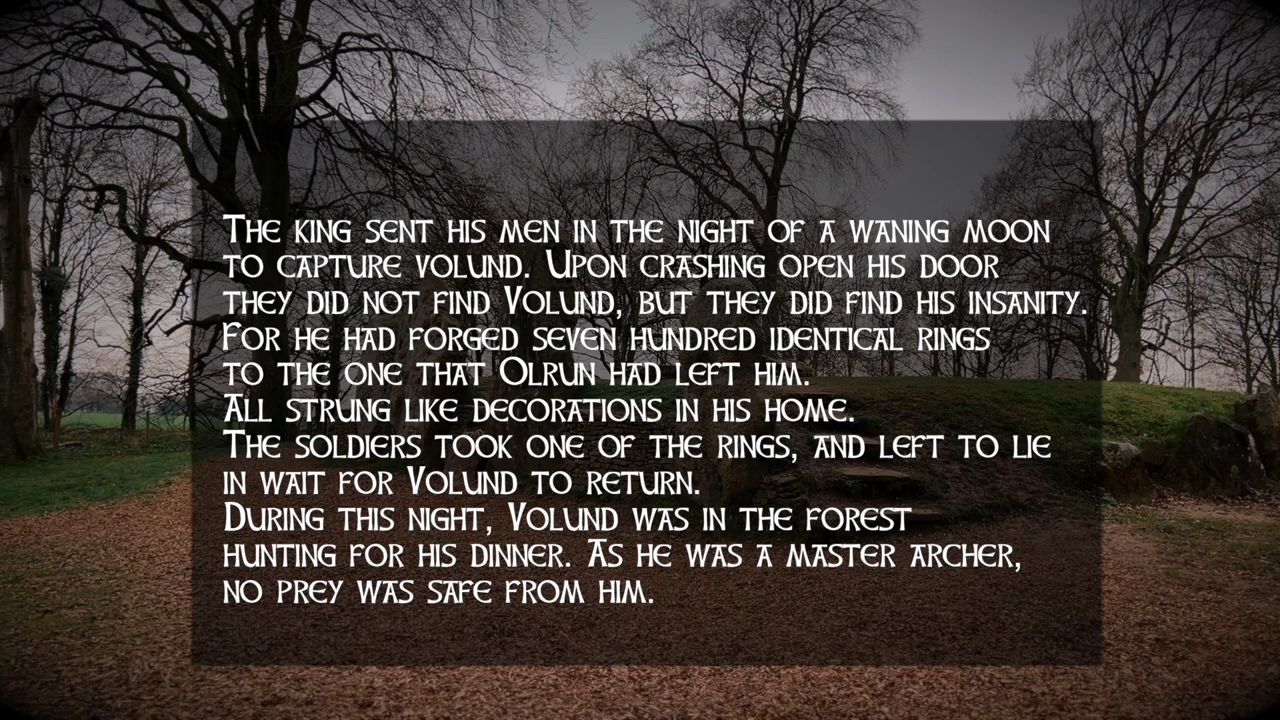 The king sent his men in the night of a waning moon
to capture volund. Upon crashing open his door
they did not find Volund, but they did find his insanity.
For he had forged seven hundred identical rings
to the one that Olrun had left him.
All strung like decorations in his home.
The soldiers took one of the rings, and left to lie
in wait for Volund to return.
During this night, Volund was in the forest
hunting for his dinner. As he was a master archer,
no prey was safe from him.